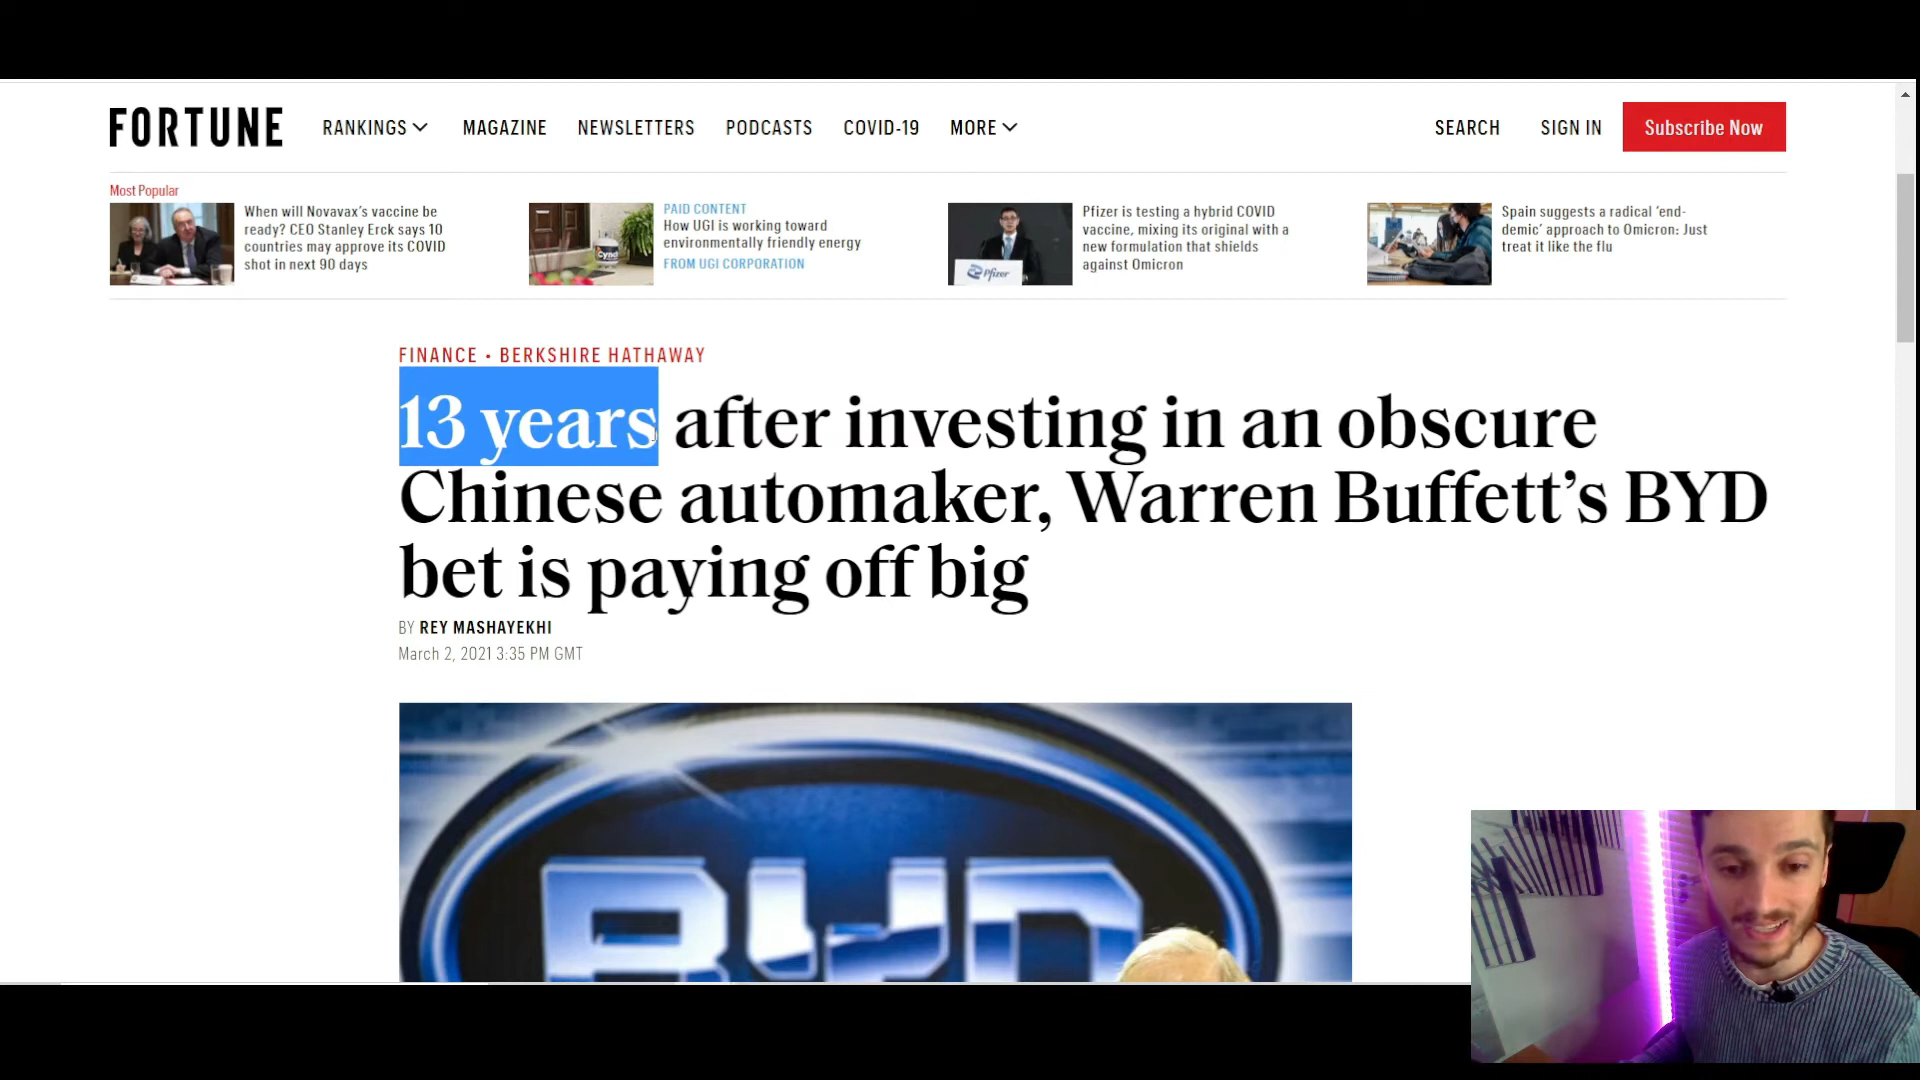 FORTUNE RANKINGS MAGAZINE NEWSLETTERS PODCASTS COVID-19 MORE SEARCH SIGN IN Subscribe Now
Most Popular
When will Novavax's vaccine be
ready? CEO Stanley Erck says 10
countries may approve its COVID
shot in next 90 days
PAID CONTENT
How UGI is working toward
environmentally friendly energy
FROM UGI CORPORATION
Pfizer is testing a hybrid COVID
vaccine, mixing its original with a
new formulation that shields
against Omicron
Pfizer
Spain suggests a radical ‘end-
demic’ approach to Omicron: Just
treat it like the flu
FINANCE • BERKSHIRE HATHAWAY
13 years after investing in an obscure
Chinese automaker, Warren Buffett’s BYD
bet is paying off big
BY REY MASHAYEKHI
March 2, 2021 3:35 PM GMT
BYD